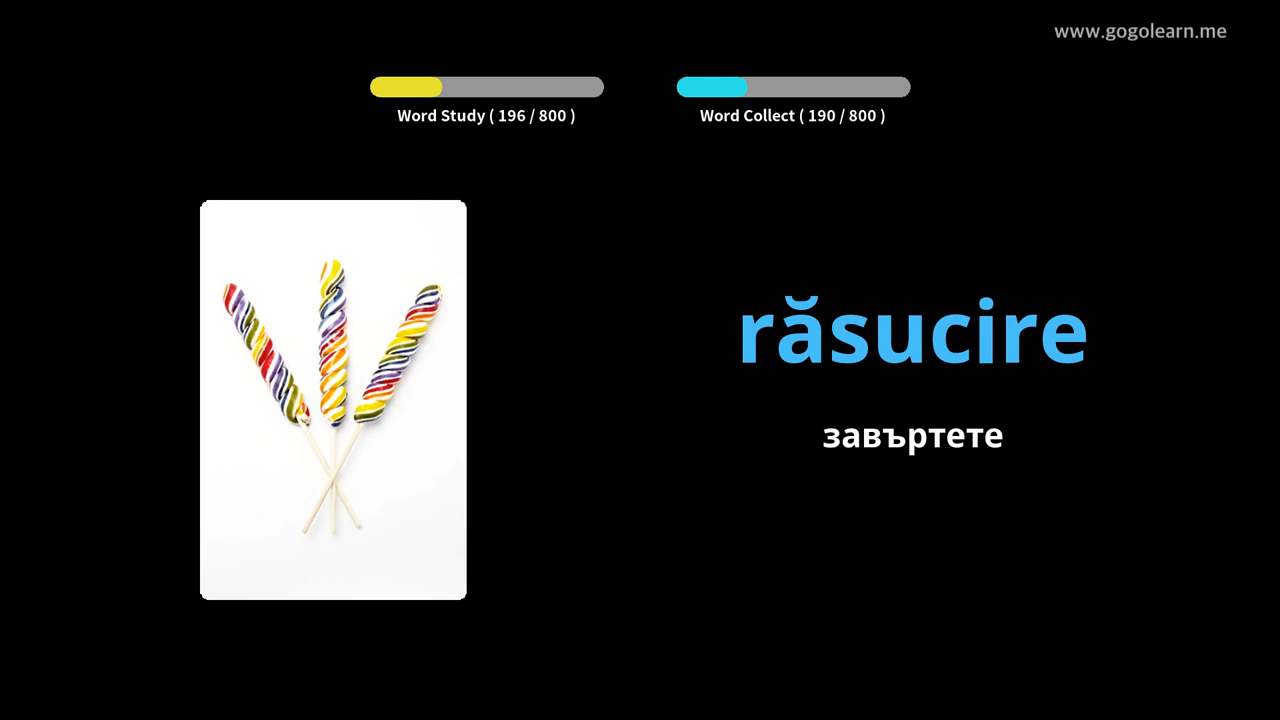 www.gogolearn.me
Word Study ( 196 / 800 )
Word Collect ( 190 / 800 )
răsucire
завъртете